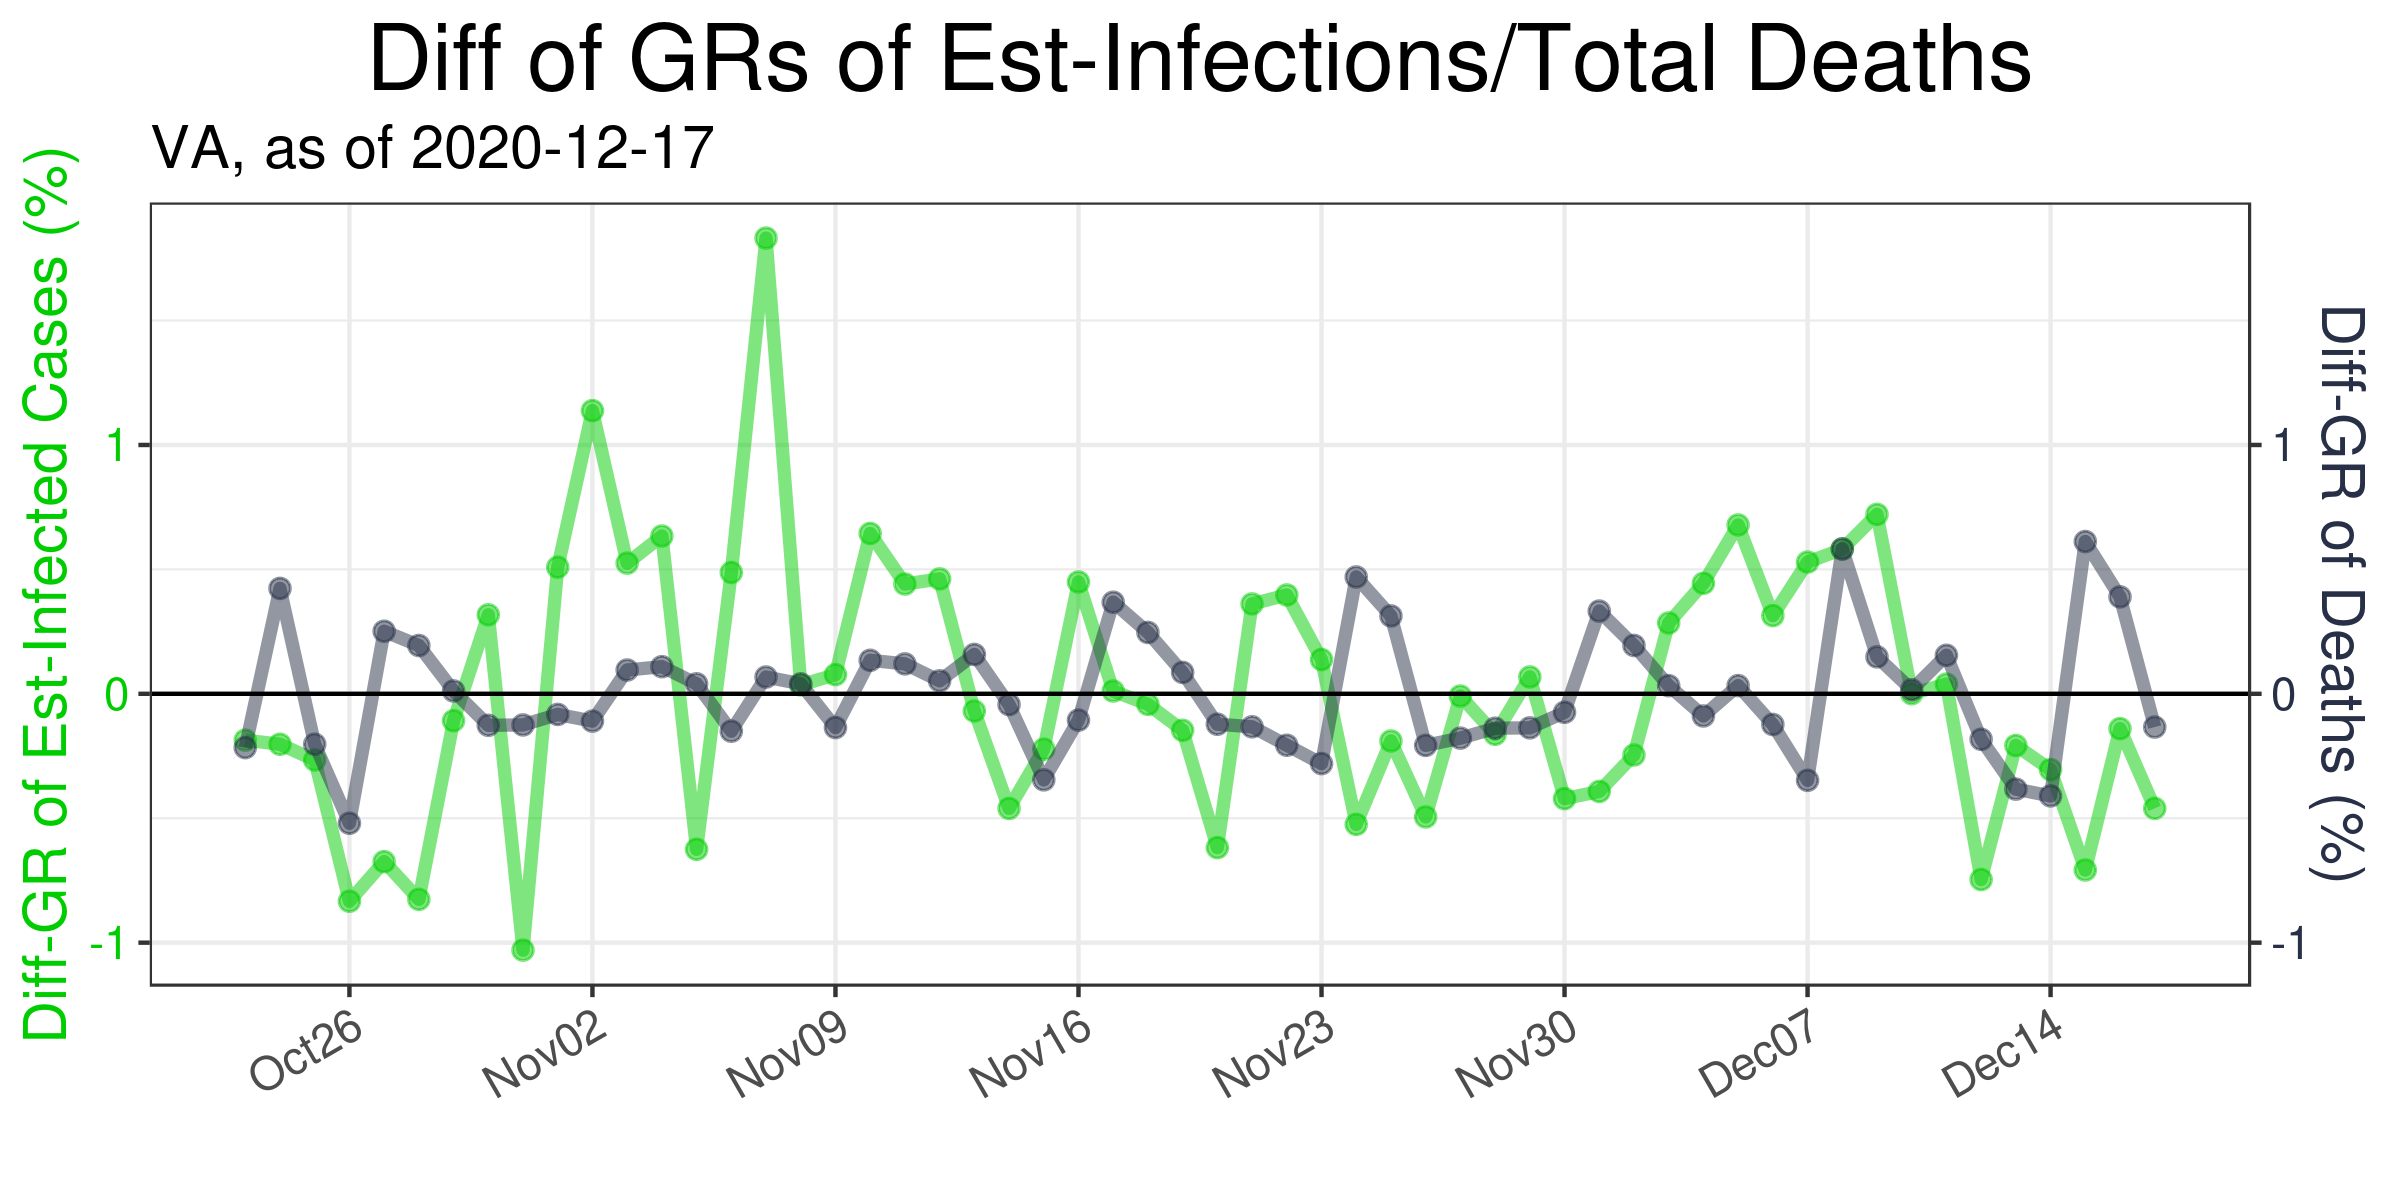 Diff of GRs of Est-Infections/Total Deaths
VA, as of 2020-12-17
Diff-GR of Est-Infected Cases (%)
1
0
-1
1
0
-1
Diff-GR of Deaths (%)
Oct26
Nov02
Nov09
Nov16
Nov23
Nov30
Dec07
Dec14